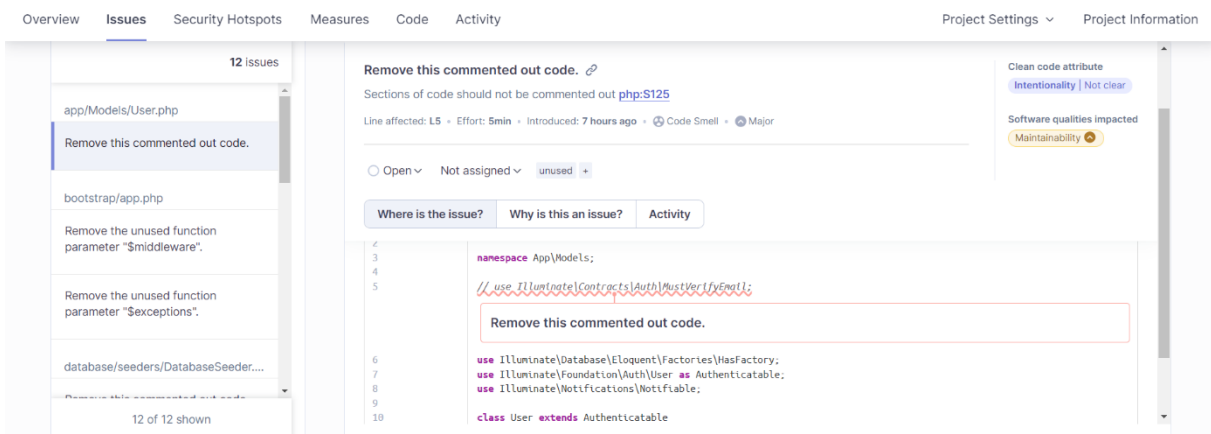 Overview Issues Security Hotspots Measures Code Activity Project Settings Project Information
12 issues
app/Models/User.php
Remove this commented out code.
bootstrap/app.php
Remove the unused function
parameter "$middleware".
Remove the unused function
parameter "$exceptions".
database/seeders/DatabaseSeeder....
Remove this commented out code.
12 of 12 shown
Remove this commented out code.
Sections of code should not be commented out php:S125
Line affected: L5 • Effort: 5min • Introduced: 7 hours ago • Code Smell • Major
Open Not assigned unused +
Where is the issue? Why is this an issue? Activity
Clean code attribute
Intentionality | Not clear
Software qualities impacted
Maintainability
2
3 namespace App\Models;
4
5 // use Illuminate\Contracts\Auth\MustVerifyEmail;
Remove this commented out code.
6 use Illuminate\Database\Eloquent\Factories\HasFactory;
7 use Illuminate\Foundation\Auth\User as Authenticatable;
8 use Illuminate\Notifications\Notifiable;
9
10 class User extends Authenticatable